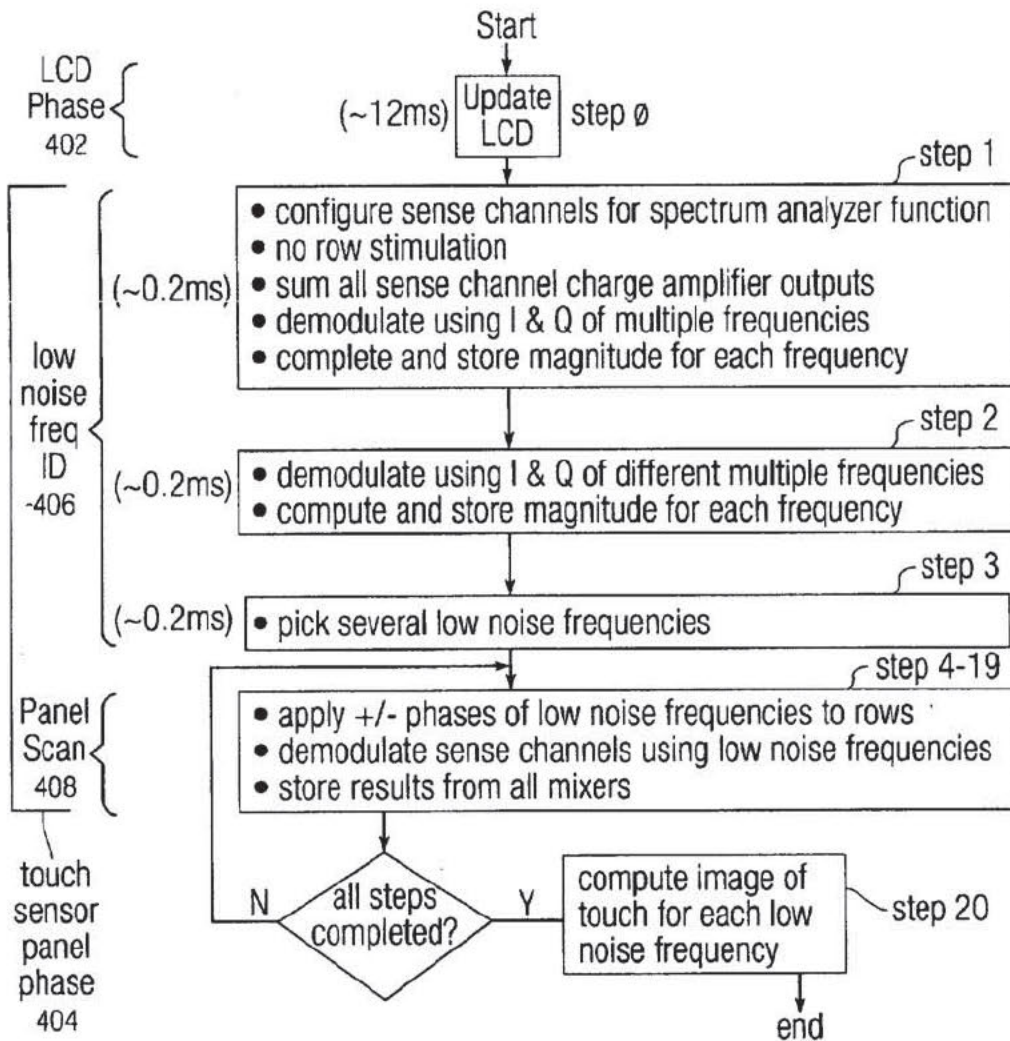 Start
LCD
Phase
402
(~12ms)
Update
LCD
step ø
step 1
• configure sense channels for spectrum analyzer function
• no row stimulation
• sum all sense channel charge amplifier outputs
• demodulate using I & Q of multiple frequencies
• complete and store magnitude for each frequency
(~0.2ms)
low
noise
freq
ID
-406
step 2
• demodulate using I & Q of different multiple frequencies
• compute and store magnitude for each frequency
(~0.2ms)
step 3
(~0.2ms)
• pick several low noise frequencies
step 4-19
Panel
Scan
408
• apply +/- phases of low noise frequencies to rows
• demodulate sense channels using low noise frequencies
• store results from all mixers
touch
sensor
panel
phase
404
N
all steps
completed?
Y
compute image of
touch for each low
noise frequency
step 20
end